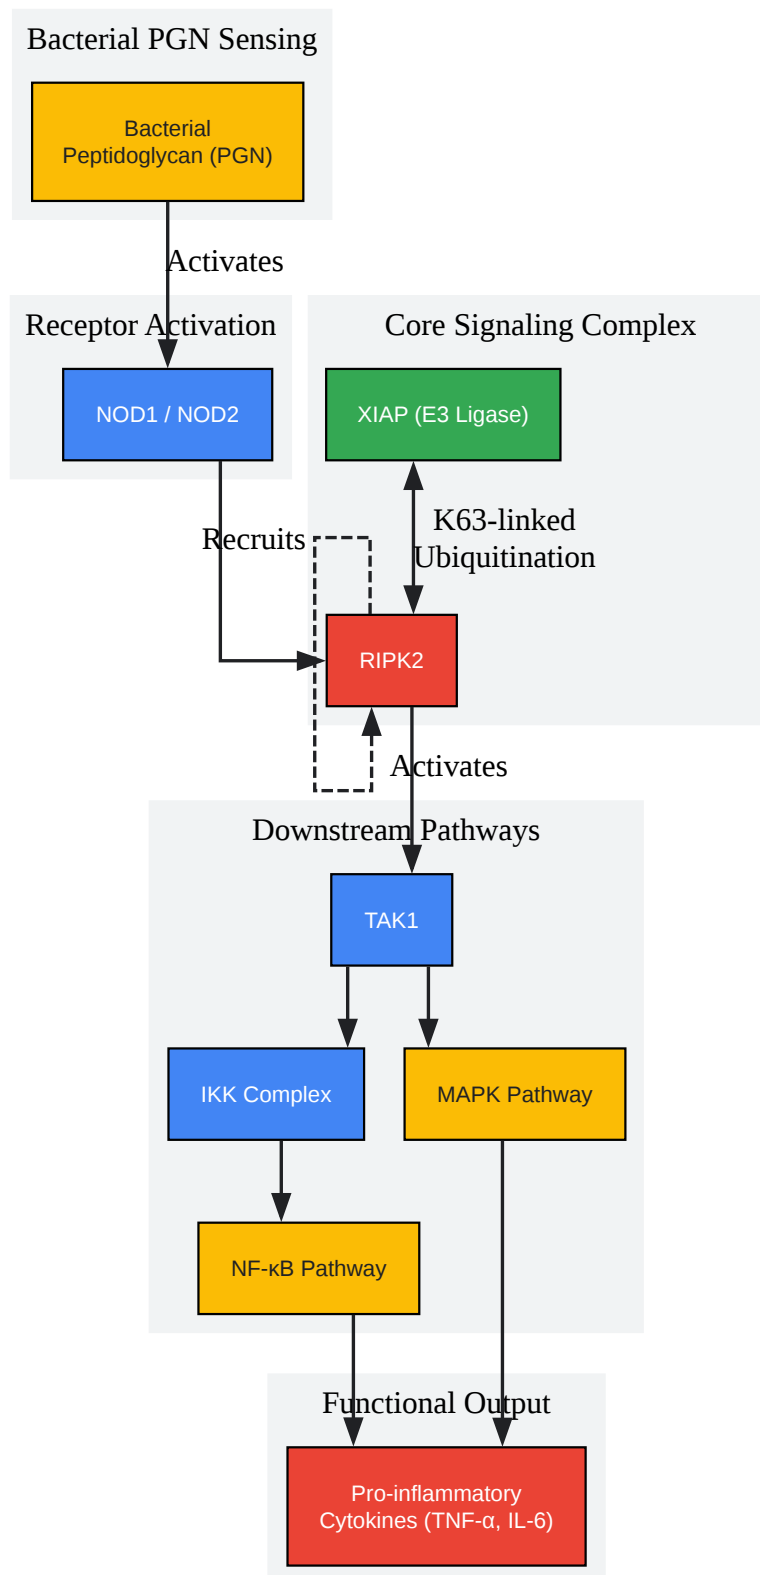 Bacterial PGN Sensing
Bacterial
Peptidoglycan (PGN)
Activates
Receptor Activation
Core Signaling Complex
NOD1 / NOD2
XIAP (E3 Ligase)
K63-linked
Ubiquitination
Recruits
RIPK2
Activates
Downstream Pathways
TAK1
IKK Complex
MAPK Pathway
NF-κB Pathway
Functional Output
Pro-inflammatory
Cytokines (TNF-α, IL-6)